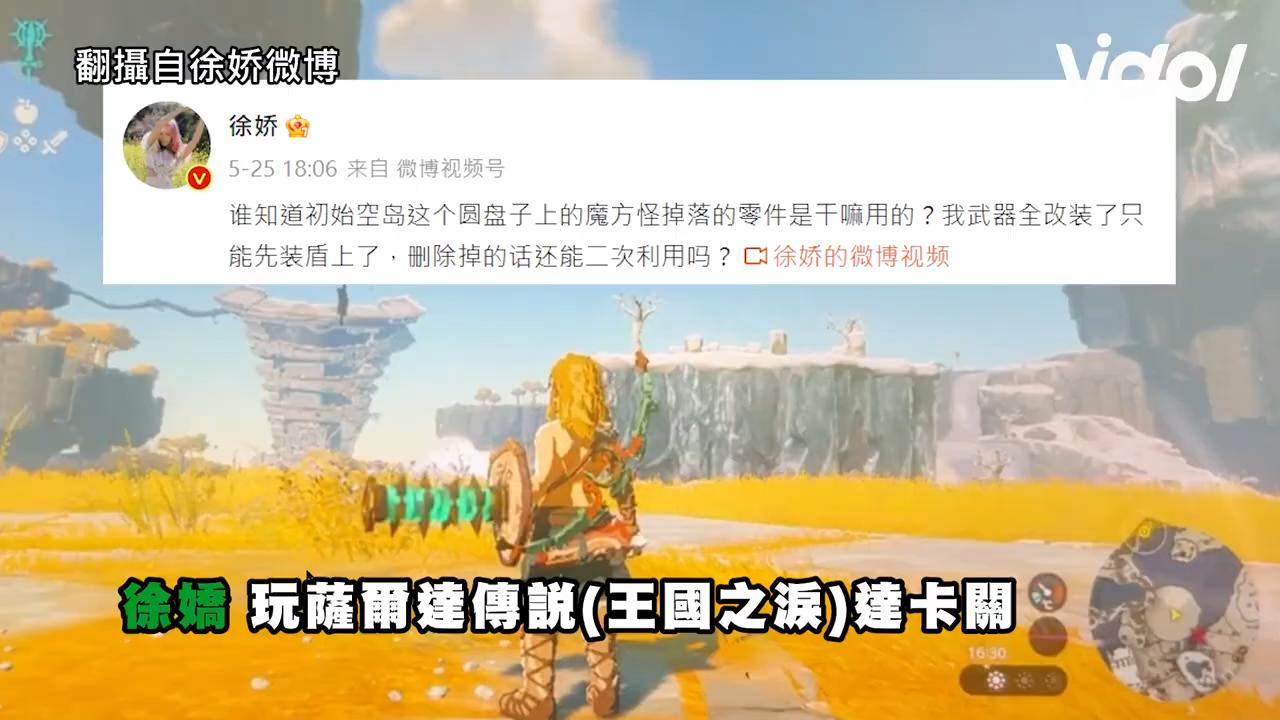 翻攝自徐娇微博
Vidol
徐娇
5-25 18:06 来自 微博视频号
谁知道初始空岛这个圆盘子上的魔方怪掉落的零件是干嘛用的？我武器全改装了只
能先装盾上了，删除掉的话还能二次利用吗？ 徐娇的微博视频
徐嬌 玩薩爾達傳説(王國之淚)達卡關
16:30